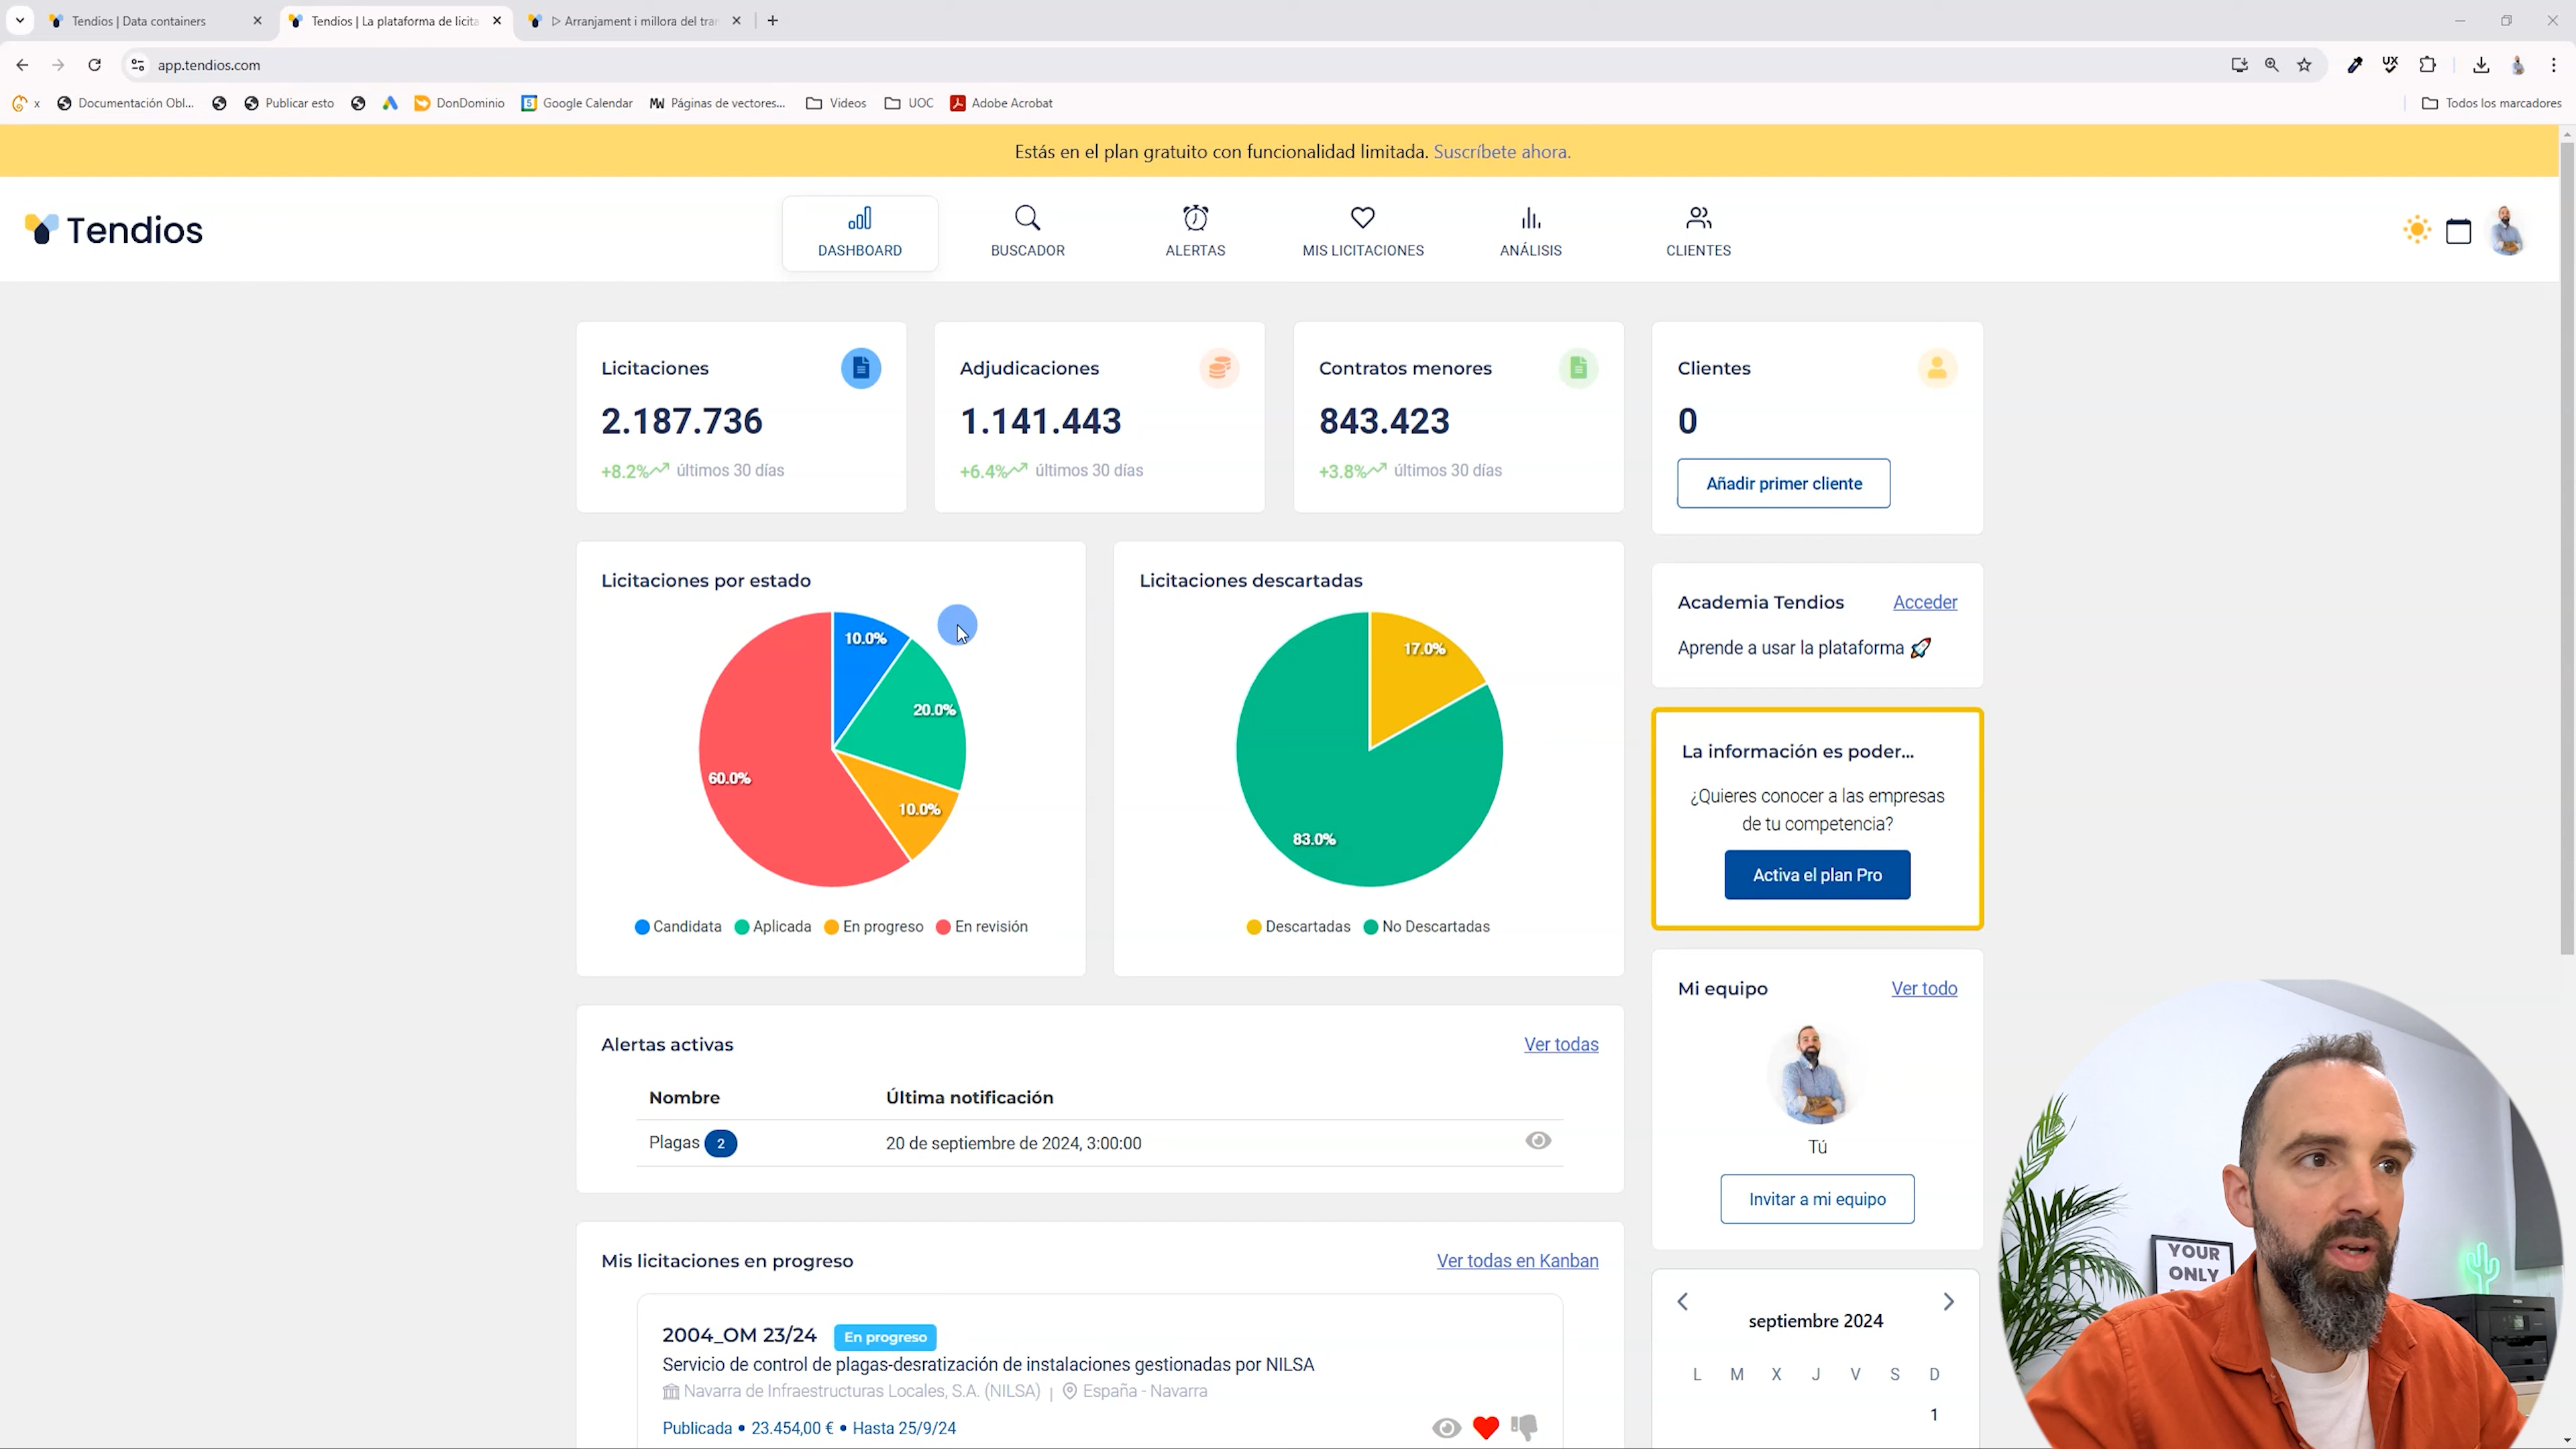 Tendios | Data containers
Tendios | La plataforma de licita
▷ Arranjament i millora del tran
app.tendios.com
x
Documentación Obl...
Publicar esto
DonDominio
Google Calendar
Páginas de vectores...
Videos
UOC
Adobe Acrobat
Todos los marcadores
Estás en el plan gratuito con funcionalidad limitada. Suscríbete ahora.
Tendios
DASHBOARD
BUSCADOR
ALERTAS
MIS LICITACIONES
ANÁLISIS
CLIENTES
Licitaciones
2.187.736
+8.2% últimos 30 días
Adjudicaciones
1.141.443
+6.4% últimos 30 días
Contratos menores
843.423
+3.8% últimos 30 días
Clientes
0
Añadir primer cliente
Licitaciones por estado
10.0%
20.0%
10.0%
60.0%
Candidata Aplicada En progreso En revisión
Licitaciones descartadas
17.0%
83.0%
Descartadas No Descartadas
Academia Tendios Acceder
Aprende a usar la plataforma 🚀
La información es poder...
¿Quieres conocer a las empresas
de tu competencia?
Activa el plan Pro
Mi equipo Ver todo
Tú
Invitar a mi equipo
Alertas activas Ver todas
Nombre Última notificación
Plagas 2 20 de septiembre de 2024, 3:00:00
Mis licitaciones en progreso Ver todas en Kanban
2004_OM 23/24 En progreso
Servicio de control de plagas-desratización de instalaciones gestionadas por NILSA
Navarra de Infraestructuras Locales, S.A. (NILSA) | España - Navarra
Publicada • 23.454,00 € • Hasta 25/9/24
septiembre 2024
L M X J V S D
1
YOUR
ONLY